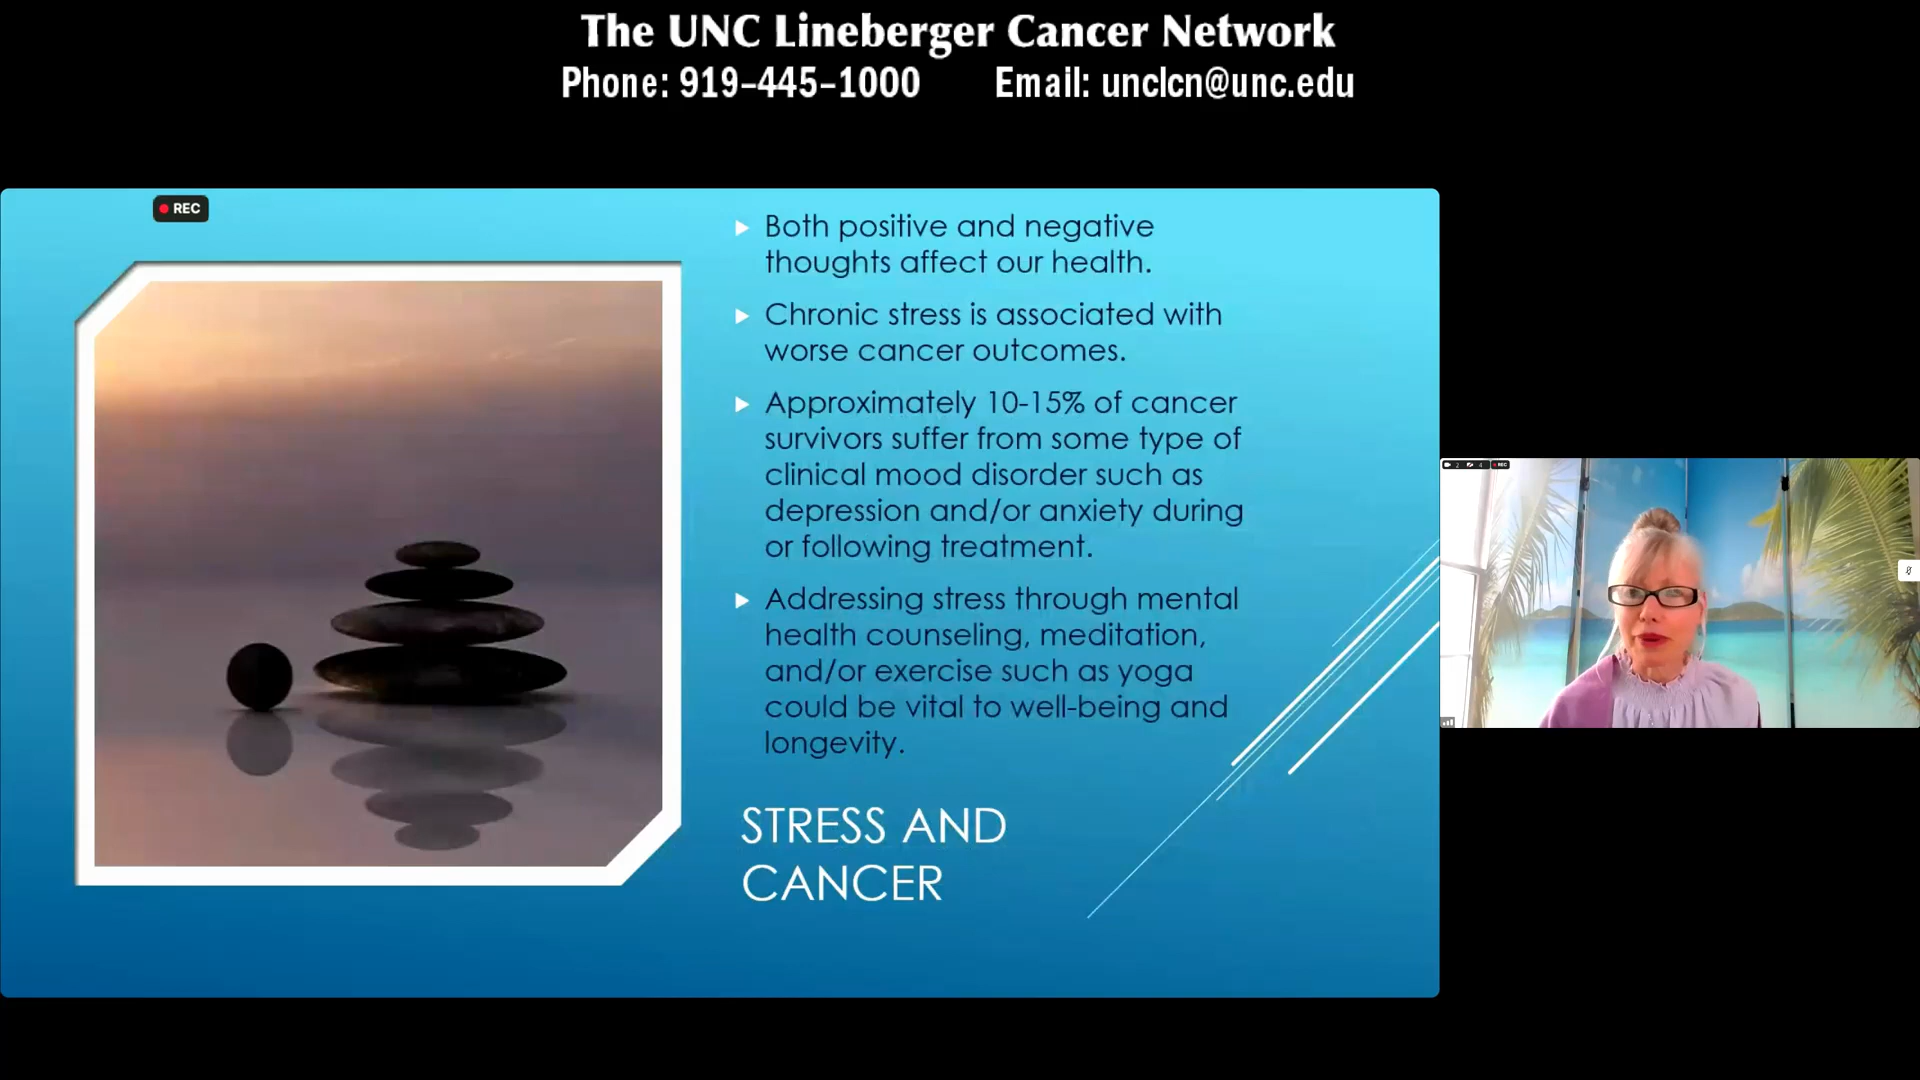 The UNC Lineberger Cancer Network
Phone: 919-445-1000 Email: unclcn@unc.edu
REC
▶ Both positive and negative
thoughts affect our health.
▶ Chronic stress is associated with
worse cancer outcomes.
▶ Approximately 10-15% of cancer
survivors suffer from some type of
clinical mood disorder such as
depression and/or anxiety during
or following treatment.
▶ Addressing stress through mental
health counseling, meditation,
and/or exercise such as yoga
could be vital to well-being and
longevity.
STRESS AND
CANCER
2 4 REC